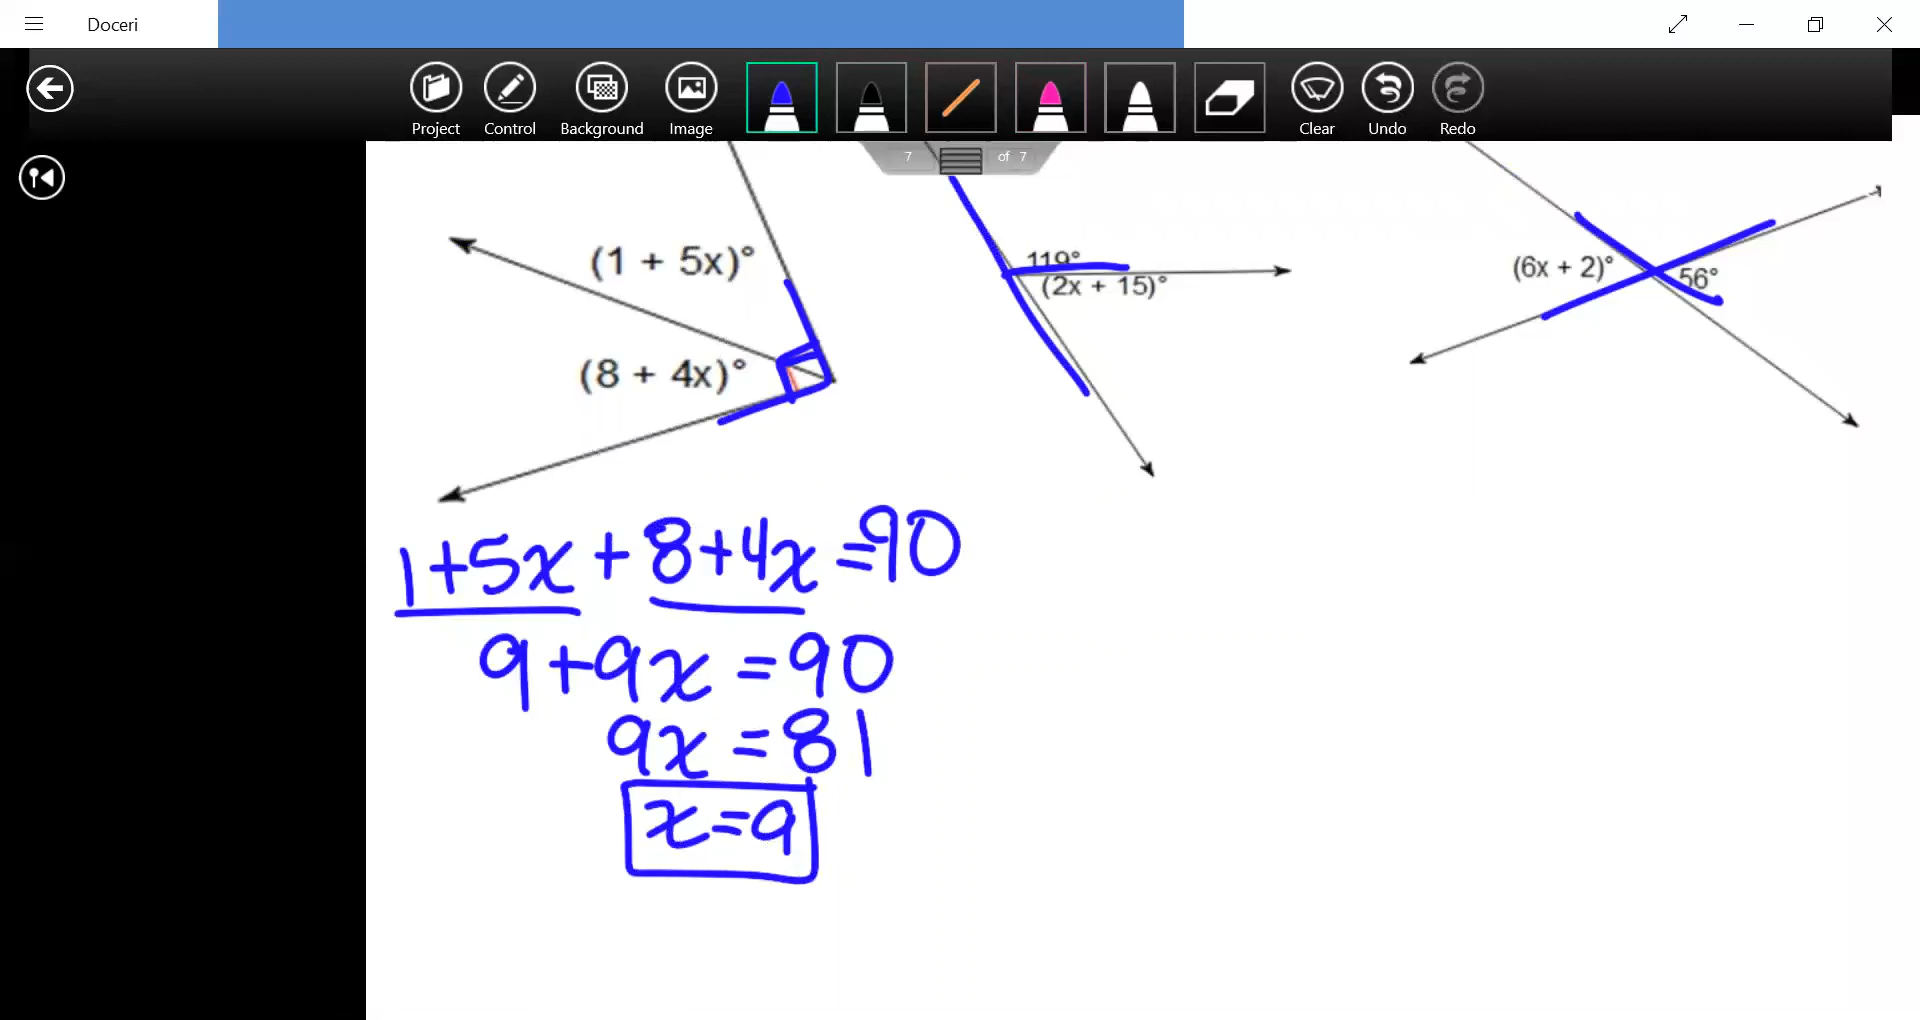 Doceri
Project Control Background Image Clear Undo Redo
7 of 7
(1 + 5x)°
(8 + 4x)°
119°
(2x + 15)°
(6x + 2)°
56°
1+5x+8+4x=90
9+9x=90
9x=81
x=9